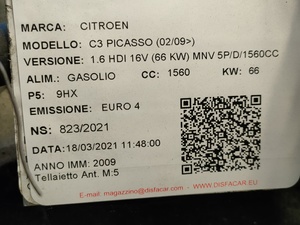 MARCA: CITROEN
MODELLO: C3 PICASSO (02/09>)
VERSIONE: 1.6 HDI 16V (66 KW) MNV 5P/D/1560CC
ALIM.: GASOLIO CC: 1560 KW: 66
P5: 9HX
EMISSIONE: EURO 4
NS: 823/2021
DATA: 18/03/2021 11:48:00
ANNO IMM: 2009
Tellaietto Ant. M:5
E-mail: magazzino@disfacar.com WWW.DISFACAR.EU